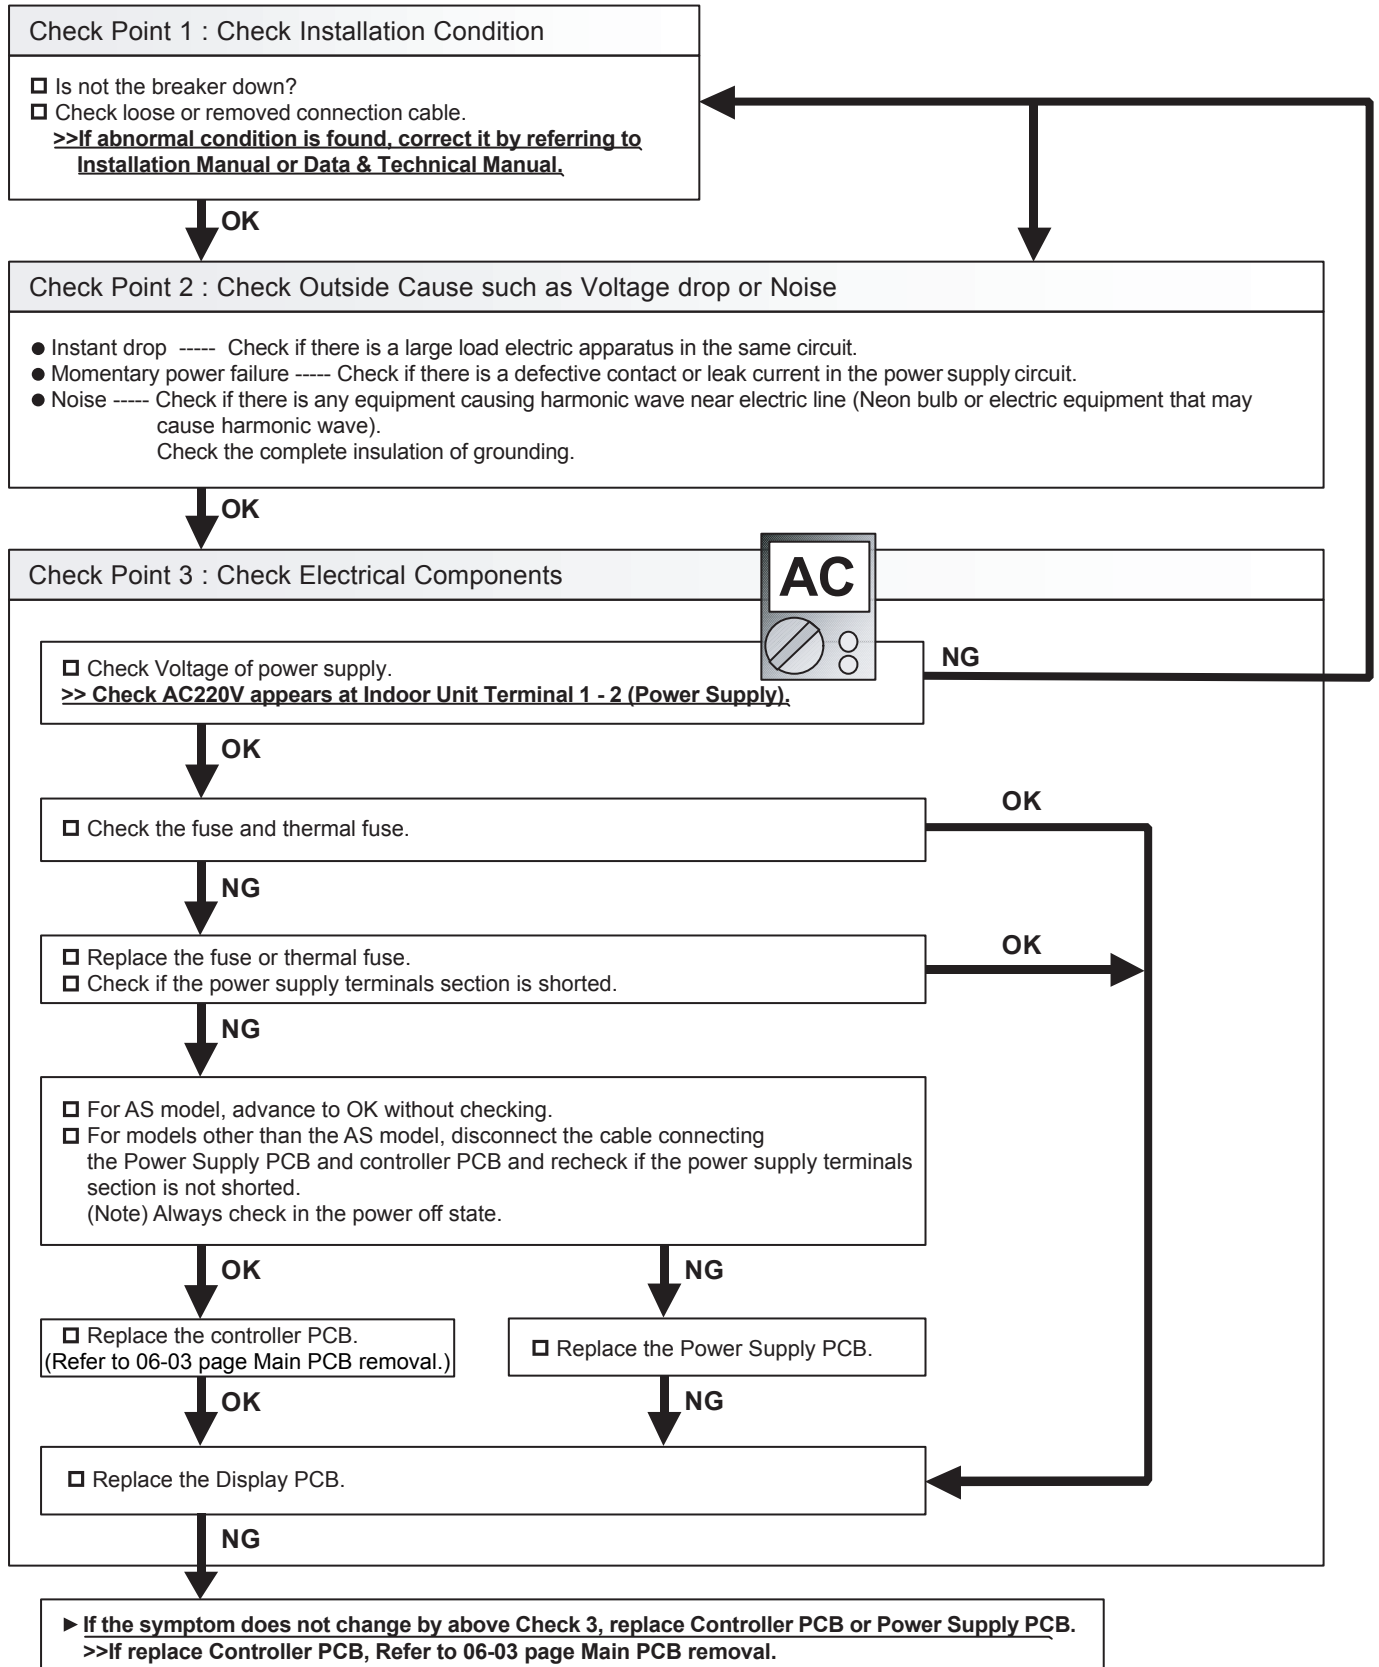 Check Point 1 : Check Installation Condition
Is not the breaker down?
Check loose or removed connection cable.
>>If abnormal condition is found, correct it by referring to
Installation Manual or Data & Technical Manual.
OK
Check Point 2 : Check Outside Cause such as Voltage drop or Noise
● Instant drop ----- Check if there is a large load electric apparatus in the same circuit.
● Momentary power failure ----- Check if there is a defective contact or leak current in the power supply circuit.
● Noise ----- Check if there is any equipment causing harmonic wave near electric line (Neon bulb or electric equipment that may
cause harmonic wave).
Check the complete insulation of grounding.
OK
Check Point 3 : Check Electrical Components
AC
Check Voltage of power supply.
>> Check AC220V appears at Indoor Unit Terminal 1 - 2 (Power Supply).
NG
OK
Check the fuse and thermal fuse.
OK
NG
Replace the fuse or thermal fuse.
Check if the power supply terminals section is shorted.
OK
NG
For AS model, advance to OK without checking.
For models other than the AS model, disconnect the cable connecting
the Power Supply PCB and controller PCB and recheck if the power supply terminals
section is not shorted.
(Note) Always check in the power off state.
OK
NG
Replace the controller PCB.
(Refer to 06-03 page Main PCB removal.)
Replace the Power Supply PCB.
OK
NG
Replace the Display PCB.
NG
► If the symptom does not change by above Check 3, replace Controller PCB or Power Supply PCB.
>>If replace Controller PCB, Refer to 06-03 page Main PCB removal.